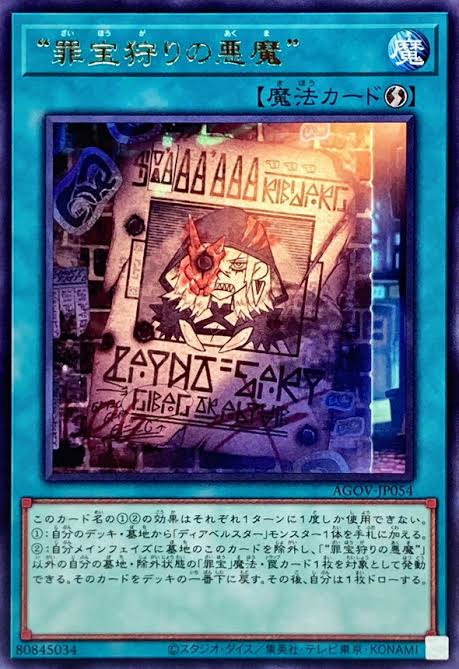 “罪宝狩りの悪魔”
魔
【魔法カード】
AGOV-JP054
このカード名の①②の効果はそれぞれ1ターンに1度しか使用できない。
①:自分のデッキ・墓地から「ディアベルスター」モンスター1体を手札に加える。
②:自分メインフェイズに墓地のこのカードを除外し、「“罪宝狩りの悪魔”」
以外の自分の墓地・除外状態の「罪宝」魔法・罠カード1枚を対象として発動
できる。そのカードをデッキの一番下に戻す。その後、自分は1枚ドローする。
80845034
©スタジオ・ダイス/集英社・テレビ東京・KONAMI